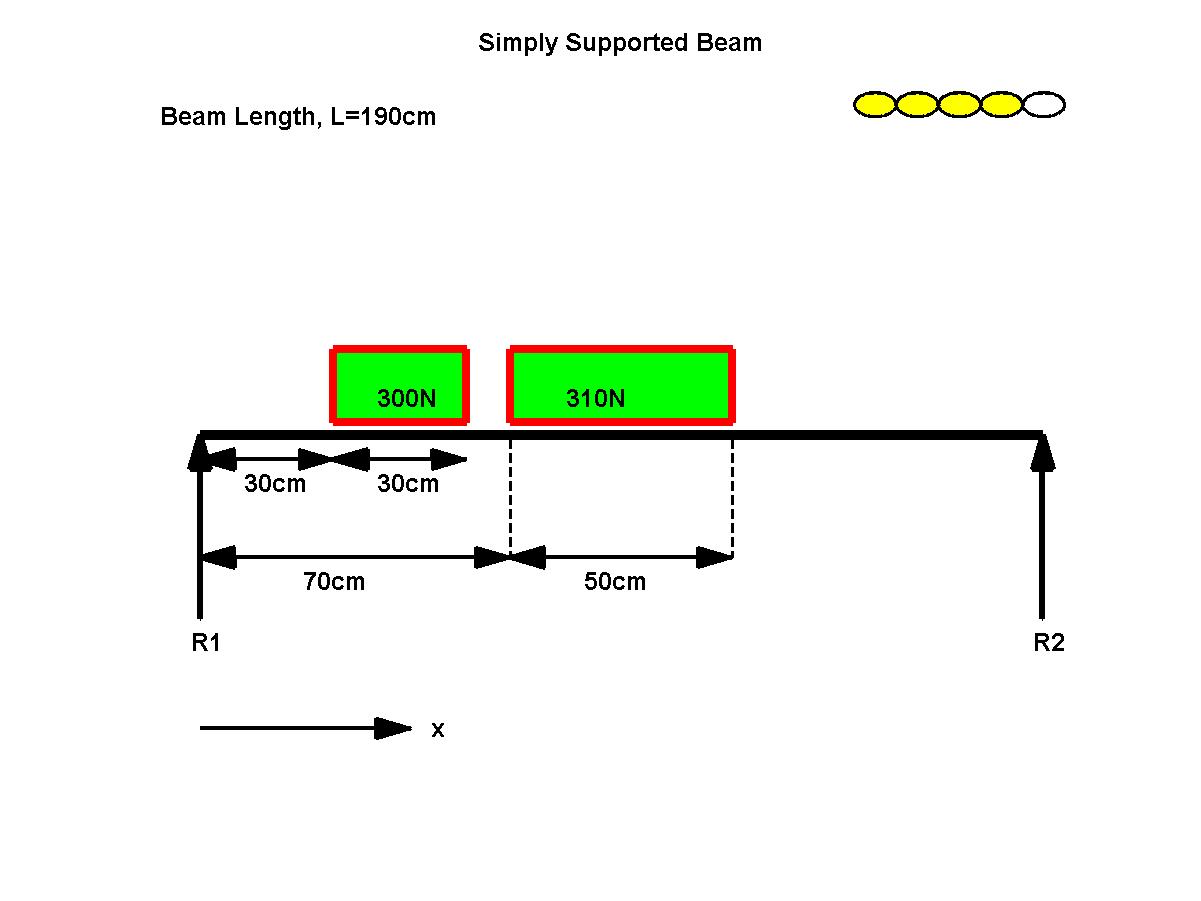 Simply Supported Beam
Beam Length, L=190cm
300N
310N
30cm
30cm
70cm
50cm
R1
R2
x